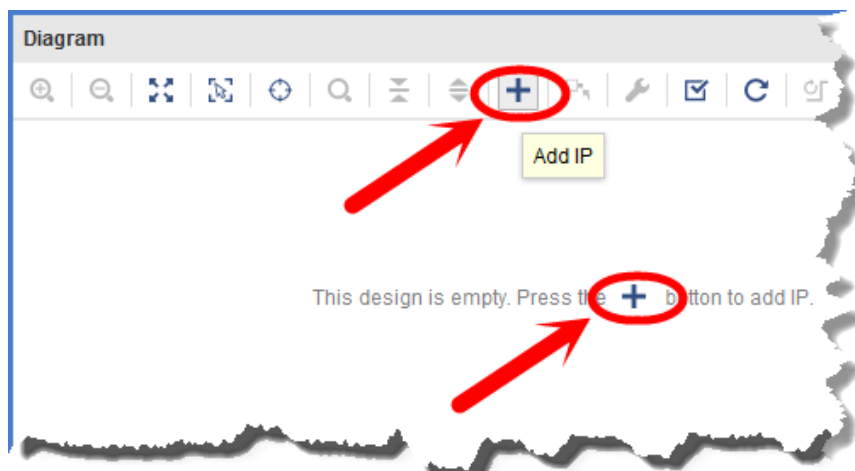 Diagram
Add IP
This design is empty. Press the + button to add IP.